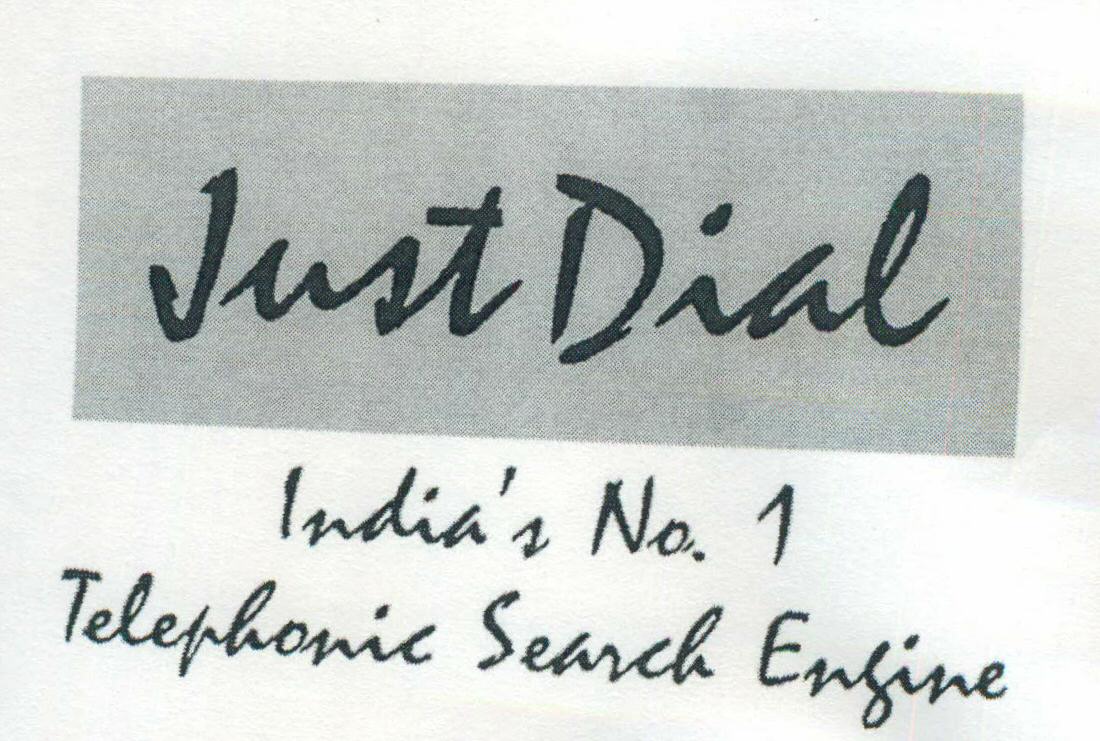 Just Dial
India's No. 1
Telephonic Search Engine